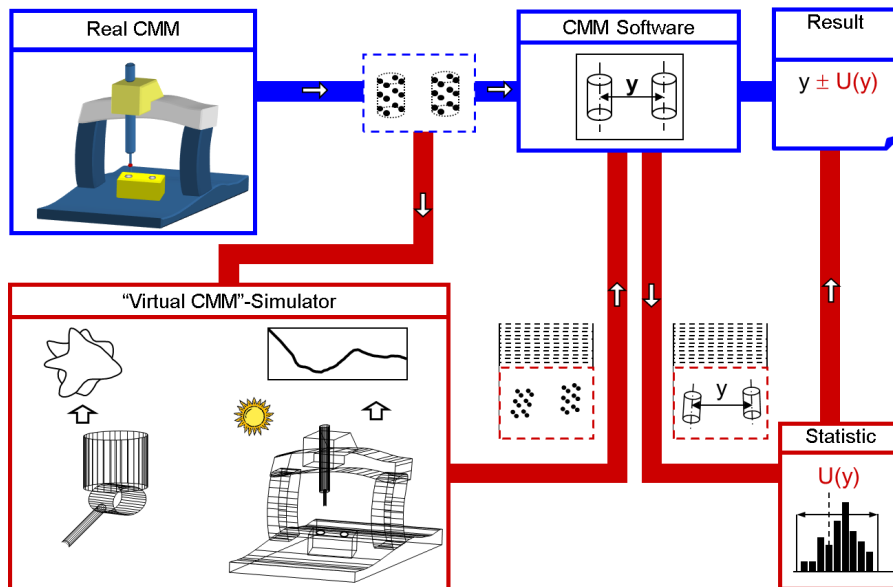 Real CMM
CMM Software
Result
y
y ± U(y)
“Virtual CMM”-Simulator
y
Statistic
U(y)